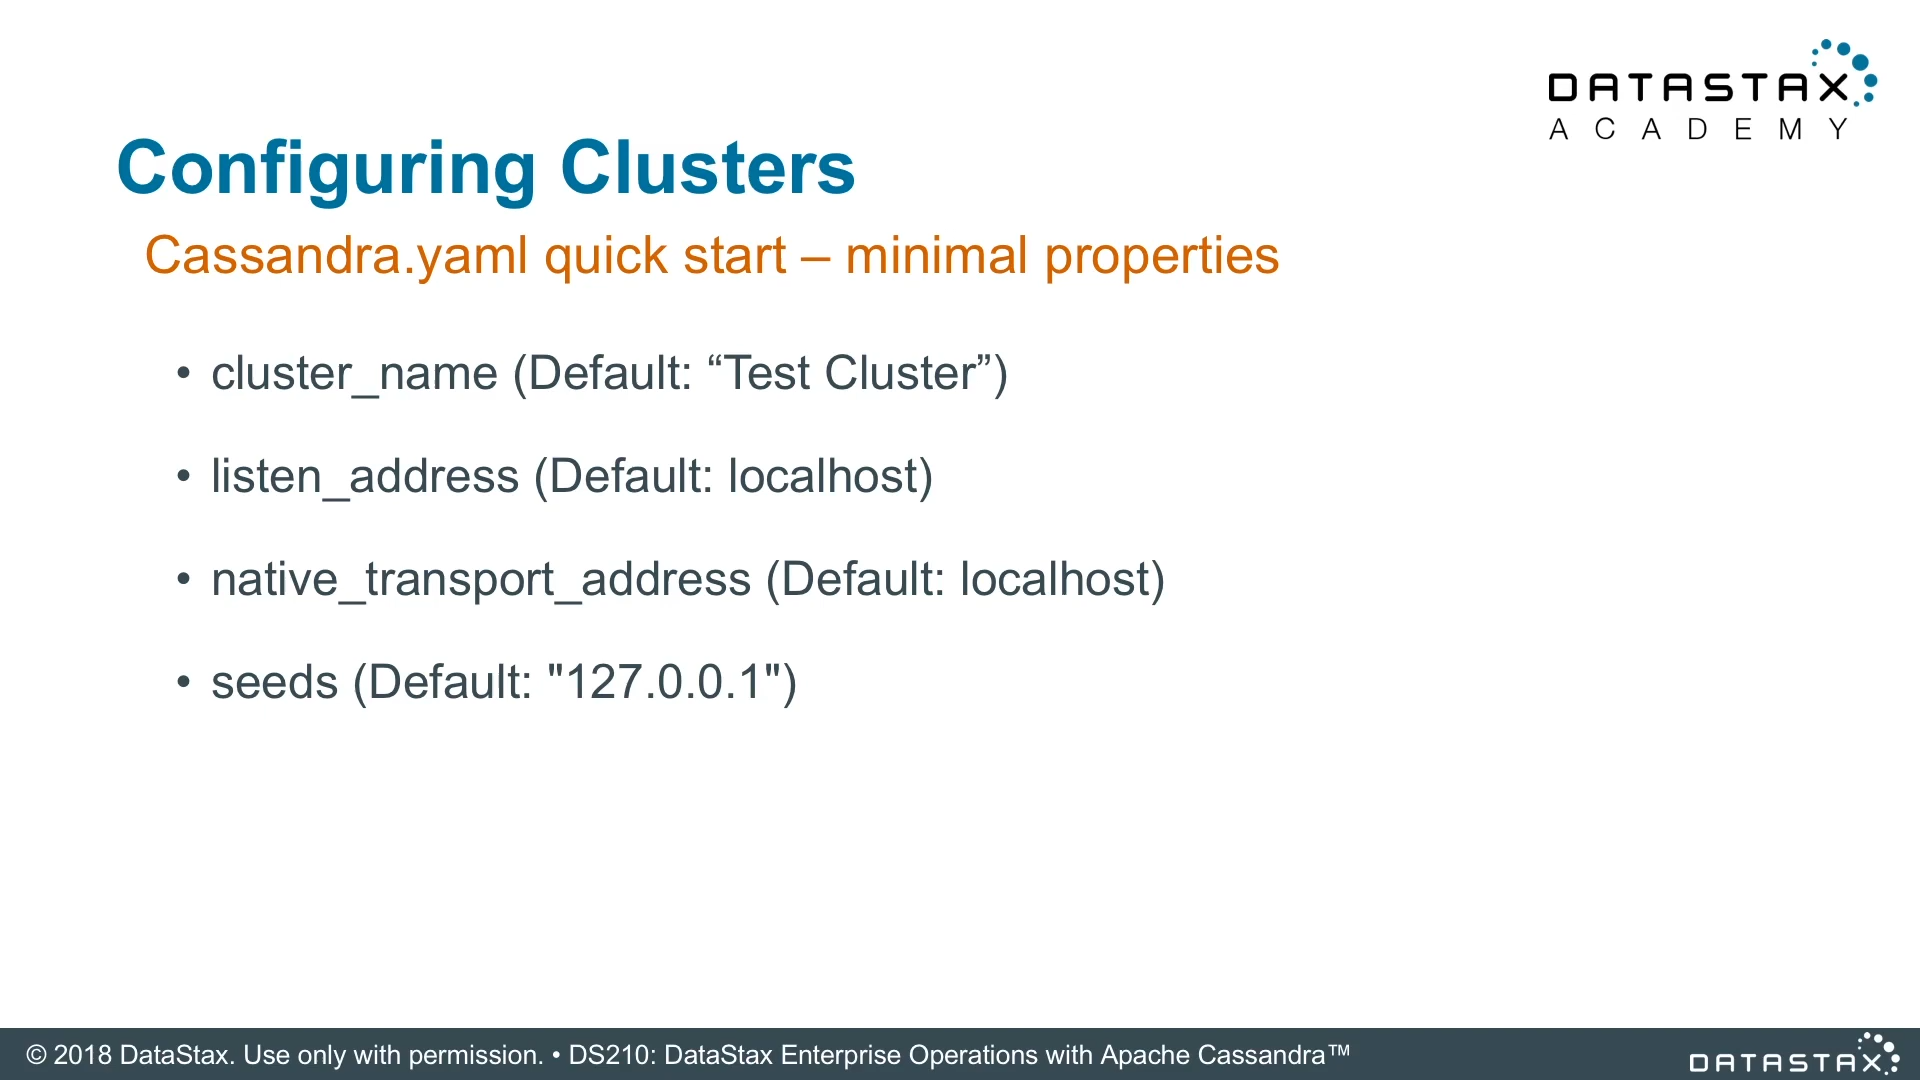 DATASTAX
ACADEMY
Configuring Clusters
Cassandra.yaml quick start – minimal properties
• cluster_name (Default: “Test Cluster”)
• listen_address (Default: localhost)
• native_transport_address (Default: localhost)
• seeds (Default: "127.0.0.1")
© 2018 DataStax. Use only with permission. • DS210: DataStax Enterprise Operations with Apache Cassandra™
DATASTAX